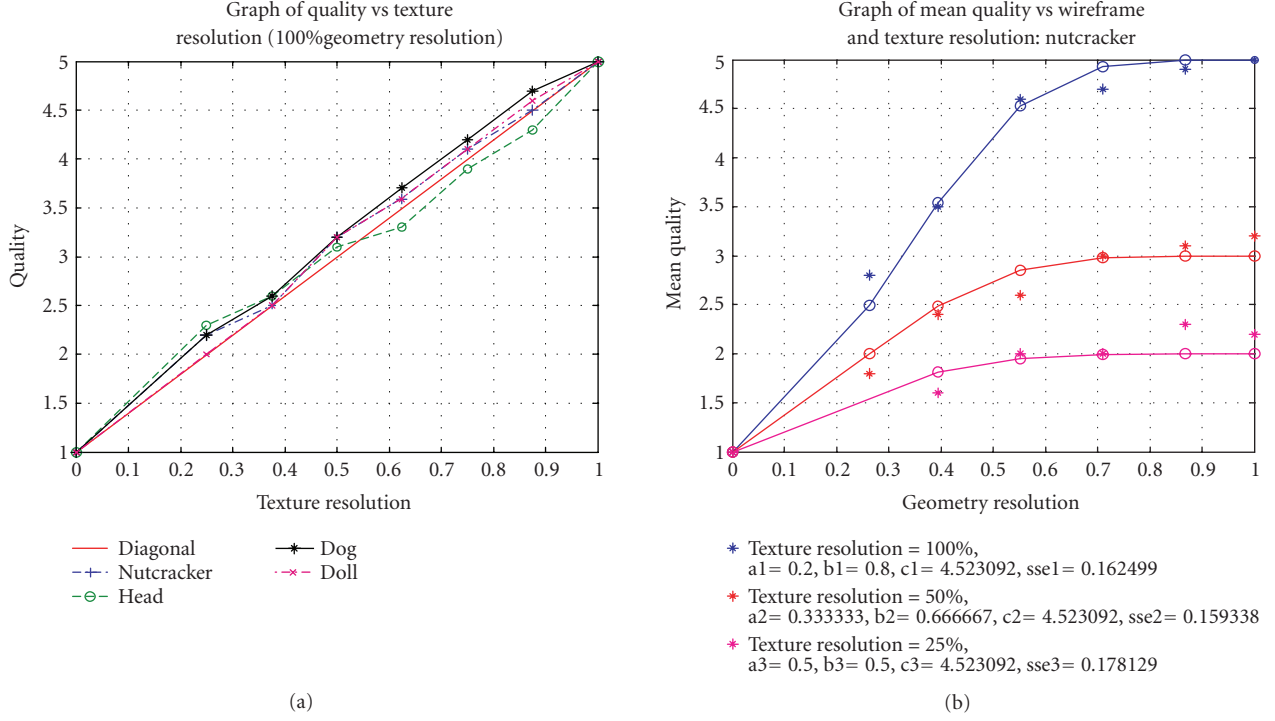 Graph of quality vs texture
resolution (100%geometry resolution)
5
4.5
4
3.5
3
2.5
2
1.5
1
Quality
0 0.1 0.2 0.3 0.4 0.5 0.6 0.7 0.8 0.9 1
Texture resolution
Diagonal
Nutcracker
Head
Dog
Doll
(a)
Graph of mean quality vs wireframe
and texture resolution: nutcracker
5
4.5
4
3.5
3
2.5
2
1.5
1
Mean quality
0 0.1 0.2 0.3 0.4 0.5 0.6 0.7 0.8 0.9 1
Geometry resolution
Texture resolution = 100%,
a1= 0.2, b1= 0.8, c1= 4.523092, sse1= 0.162499
Texture resolution = 50%,
a2= 0.333333, b2= 0.666667, c2= 4.523092, sse2= 0.159338
Texture resolution = 25%,
a3= 0.5, b3= 0.5, c3= 4.523092, sse3= 0.178129
(b)